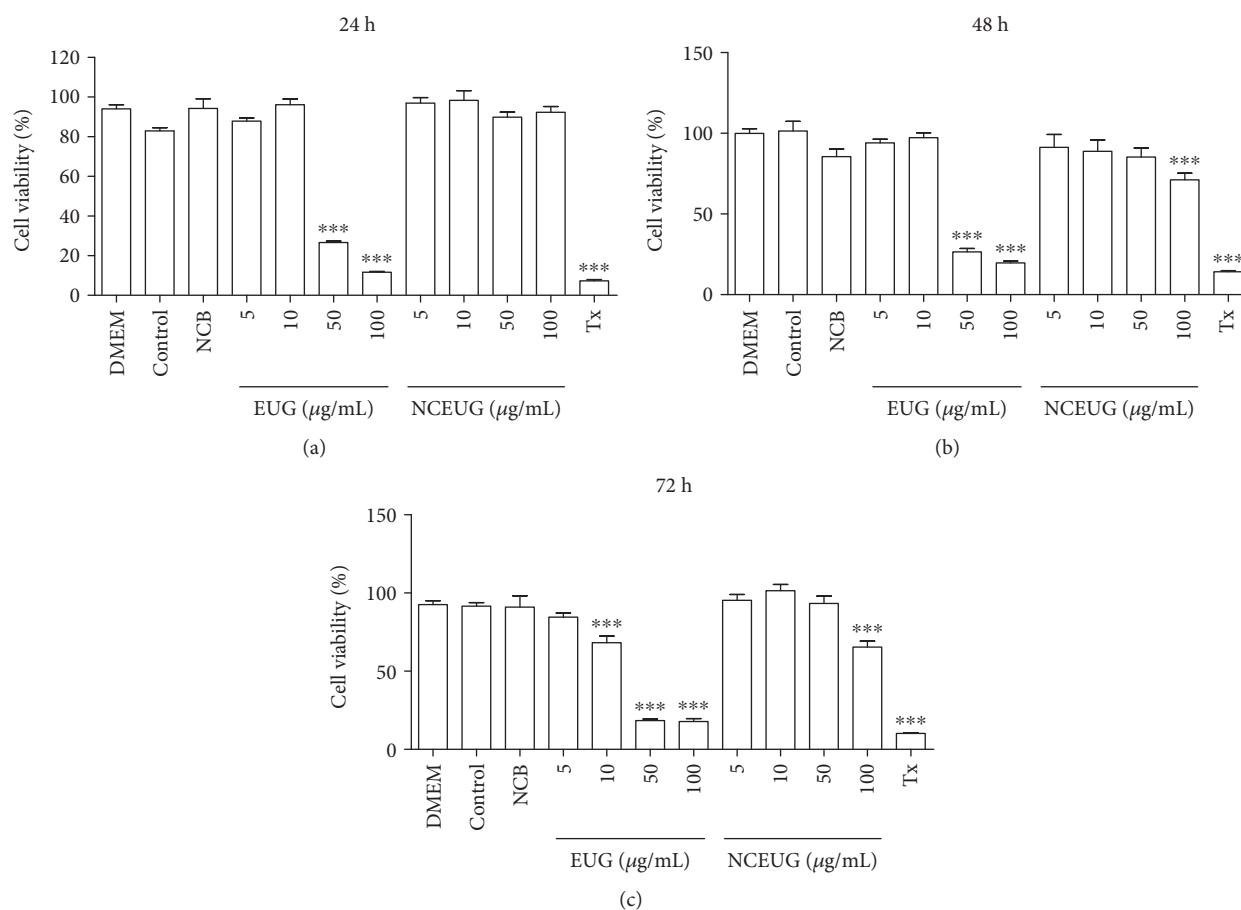 24 h
120
100
80
60
40
20
0
Cell viability (%)
***
***
***
DMEM
Control
NCB
5
10
50
100
5
10
50
100
Tx
EUG (μg/mL)
NCEUG (μg/mL)
(a)
48 h
150
100
50
0
Cell viability (%)
***
***
***
***
DMEM
Control
NCB
5
10
50
100
5
10
50
100
Tx
EUG (μg/mL)
NCEUG (μg/mL)
(b)
72 h
150
100
50
0
Cell viability (%)
***
***
***
***
***
DMEM
Control
NCB
5
10
50
100
5
10
50
100
Tx
EUG (μg/mL)
NCEUG (μg/mL)
(c)